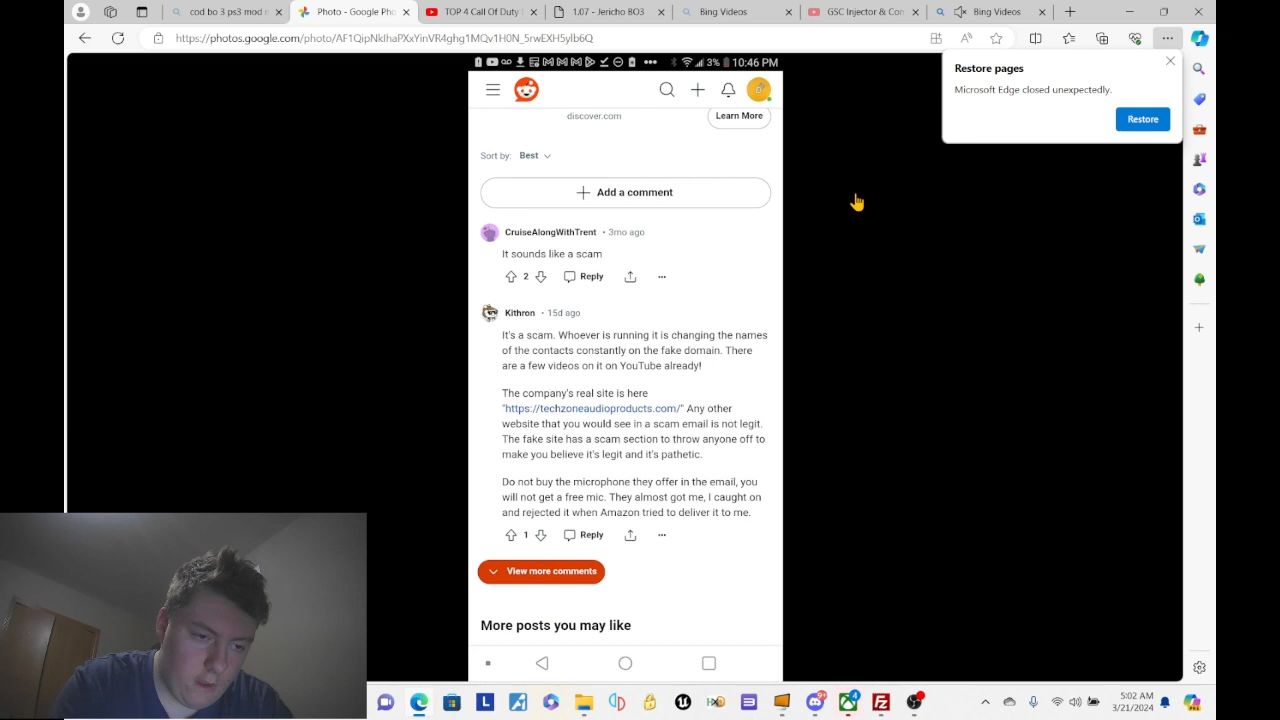 cod bo 3 ps3 mod
Photo - Google Pho
TOP 4 Call Of Duty
1.07 - Jericho BO3
Bing Videos
GSC Injector & Con
Bing Videos
https://photos.google.com/photo/AF1QipNkJhaPXxYinVR4ghg1MQv1H0N_5rwEXH5yIb6Q
Restore pages
Microsoft Edge closed unexpectedly.
Restore
3% 10:46 PM
discover.com
Learn More
Sort by: Best
Add a comment
CruiseAlongWithTrent • 3mo ago
It sounds like a scam
2 Reply
Kithron • 15d ago
It's a scam. Whoever is running it is changing the names
of the contacts constantly on the fake domain. There
are a few videos on it on YouTube already!
The company's real site is here
"https://techzoneaudioproducts.com/" Any other
website that you would see in a scam email is not legit.
The fake site has a scam section to throw anyone off to
make you believe it's legit and it's pathetic.
Do not buy the microphone they offer in the email, you
will not get a free mic. They almost got me, I caught on
and rejected it when Amazon tried to deliver it to me.
1 Reply
View more comments
More posts you may like
5:02 AM
3/21/2024